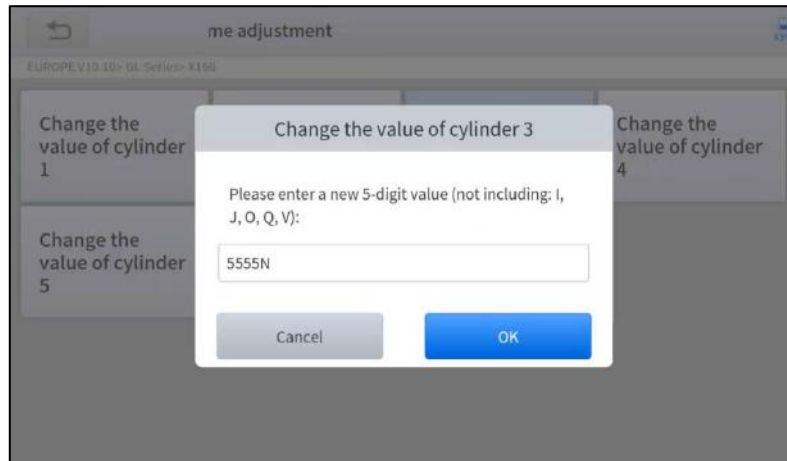 me adjustment
EUROPE V10.10> GL Series> X166
Change the
value of cylinder
1
Change the
value of cylinder
4
Change the
value of cylinder
5
Change the value of cylinder 3
Please enter a new 5-digit value (not including: I,
J, O, Q, V):
5555N
Cancel
OK